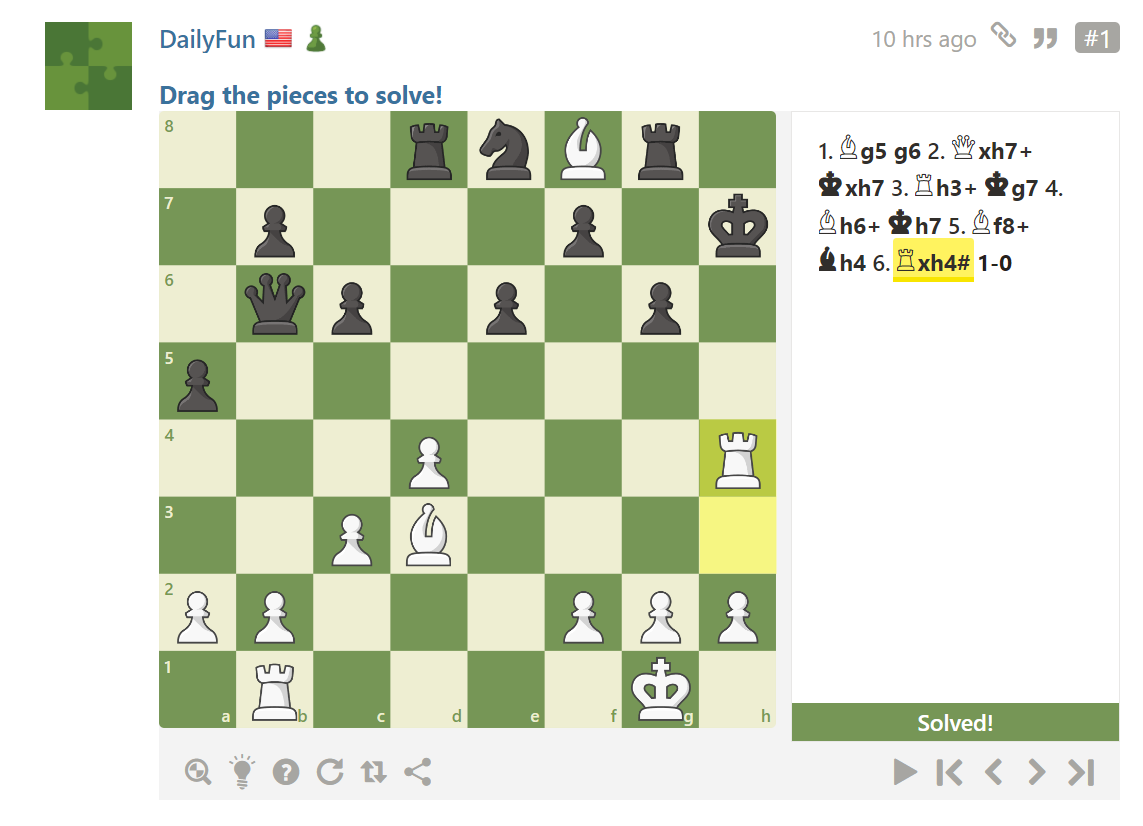 DailyFun
10 hrs ago
#1
Drag the pieces to solve!
8
7
6
5
4
3
2
1
a b c d e f g h
1. ♗g5 g6 2. ♕xh7+
♚xh7 3. ♖h3+ ♚g7 4.
♗h6+ ♚h7 5. ♗f8+
♝h4 6. ♖xh4# 1-0
Solved!